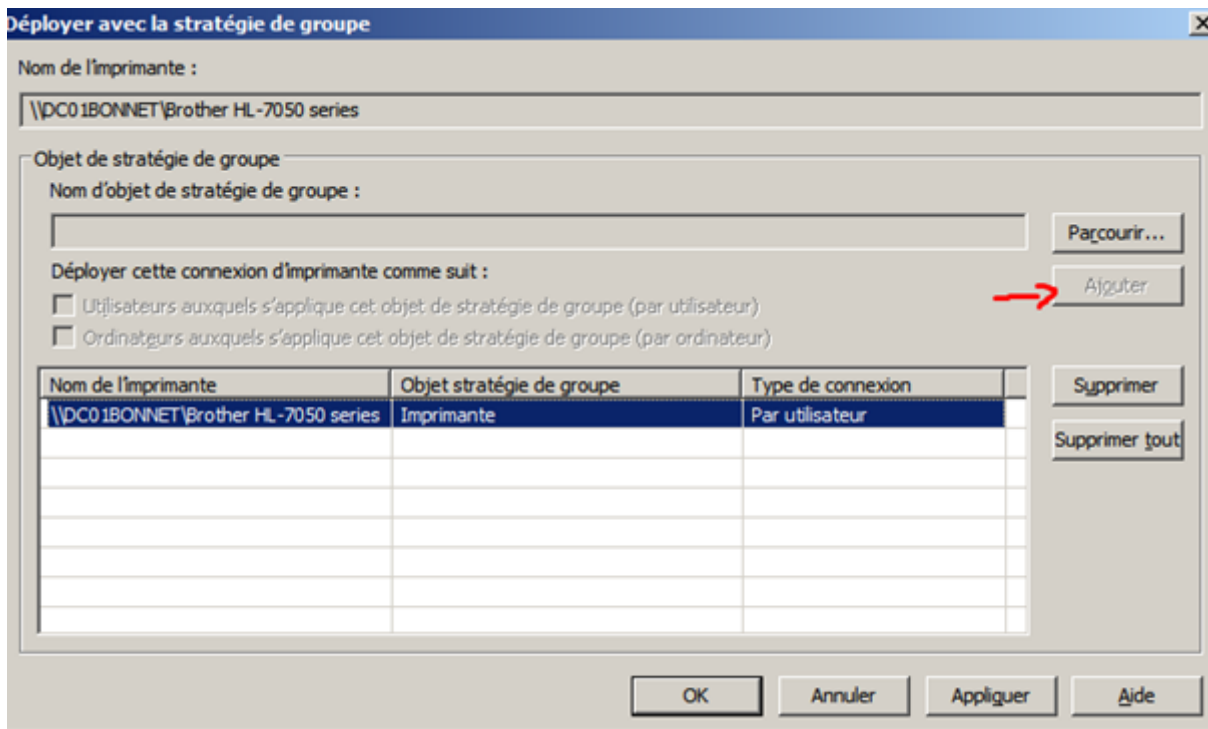 Déployer avec la stratégie de groupe
Nom de l'imprimante :
\\DC01BONNET\Brother HL-7050 series
Objet de stratégie de groupe
Nom d'objet de stratégie de groupe :
Parcourir...
Déployer cette connexion d'imprimante comme suit :
Ajouter
Utilisateurs auxquels s'applique cet objet de stratégie de groupe (par utilisateur)
Ordinateurs auxquels s'applique cet objet de stratégie de groupe (par ordinateur)
Nom de l'imprimante Objet stratégie de groupe Type de connexion
Supprimer
\\DC01BONNET\Brother HL-7050 series Imprimante Par utilisateur
Supprimer tout
OK Annuler Appliquer Aide